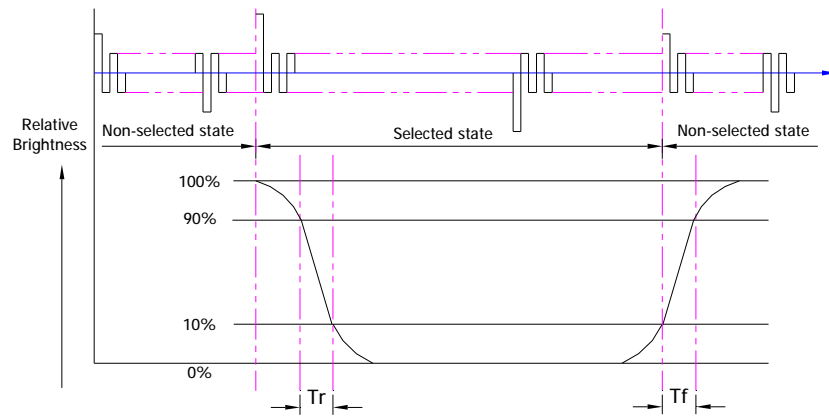 Relative
Brightness
Non-selected state
Selected state
Non-selected state
100%
90%
10%
0%
Tr
Tf